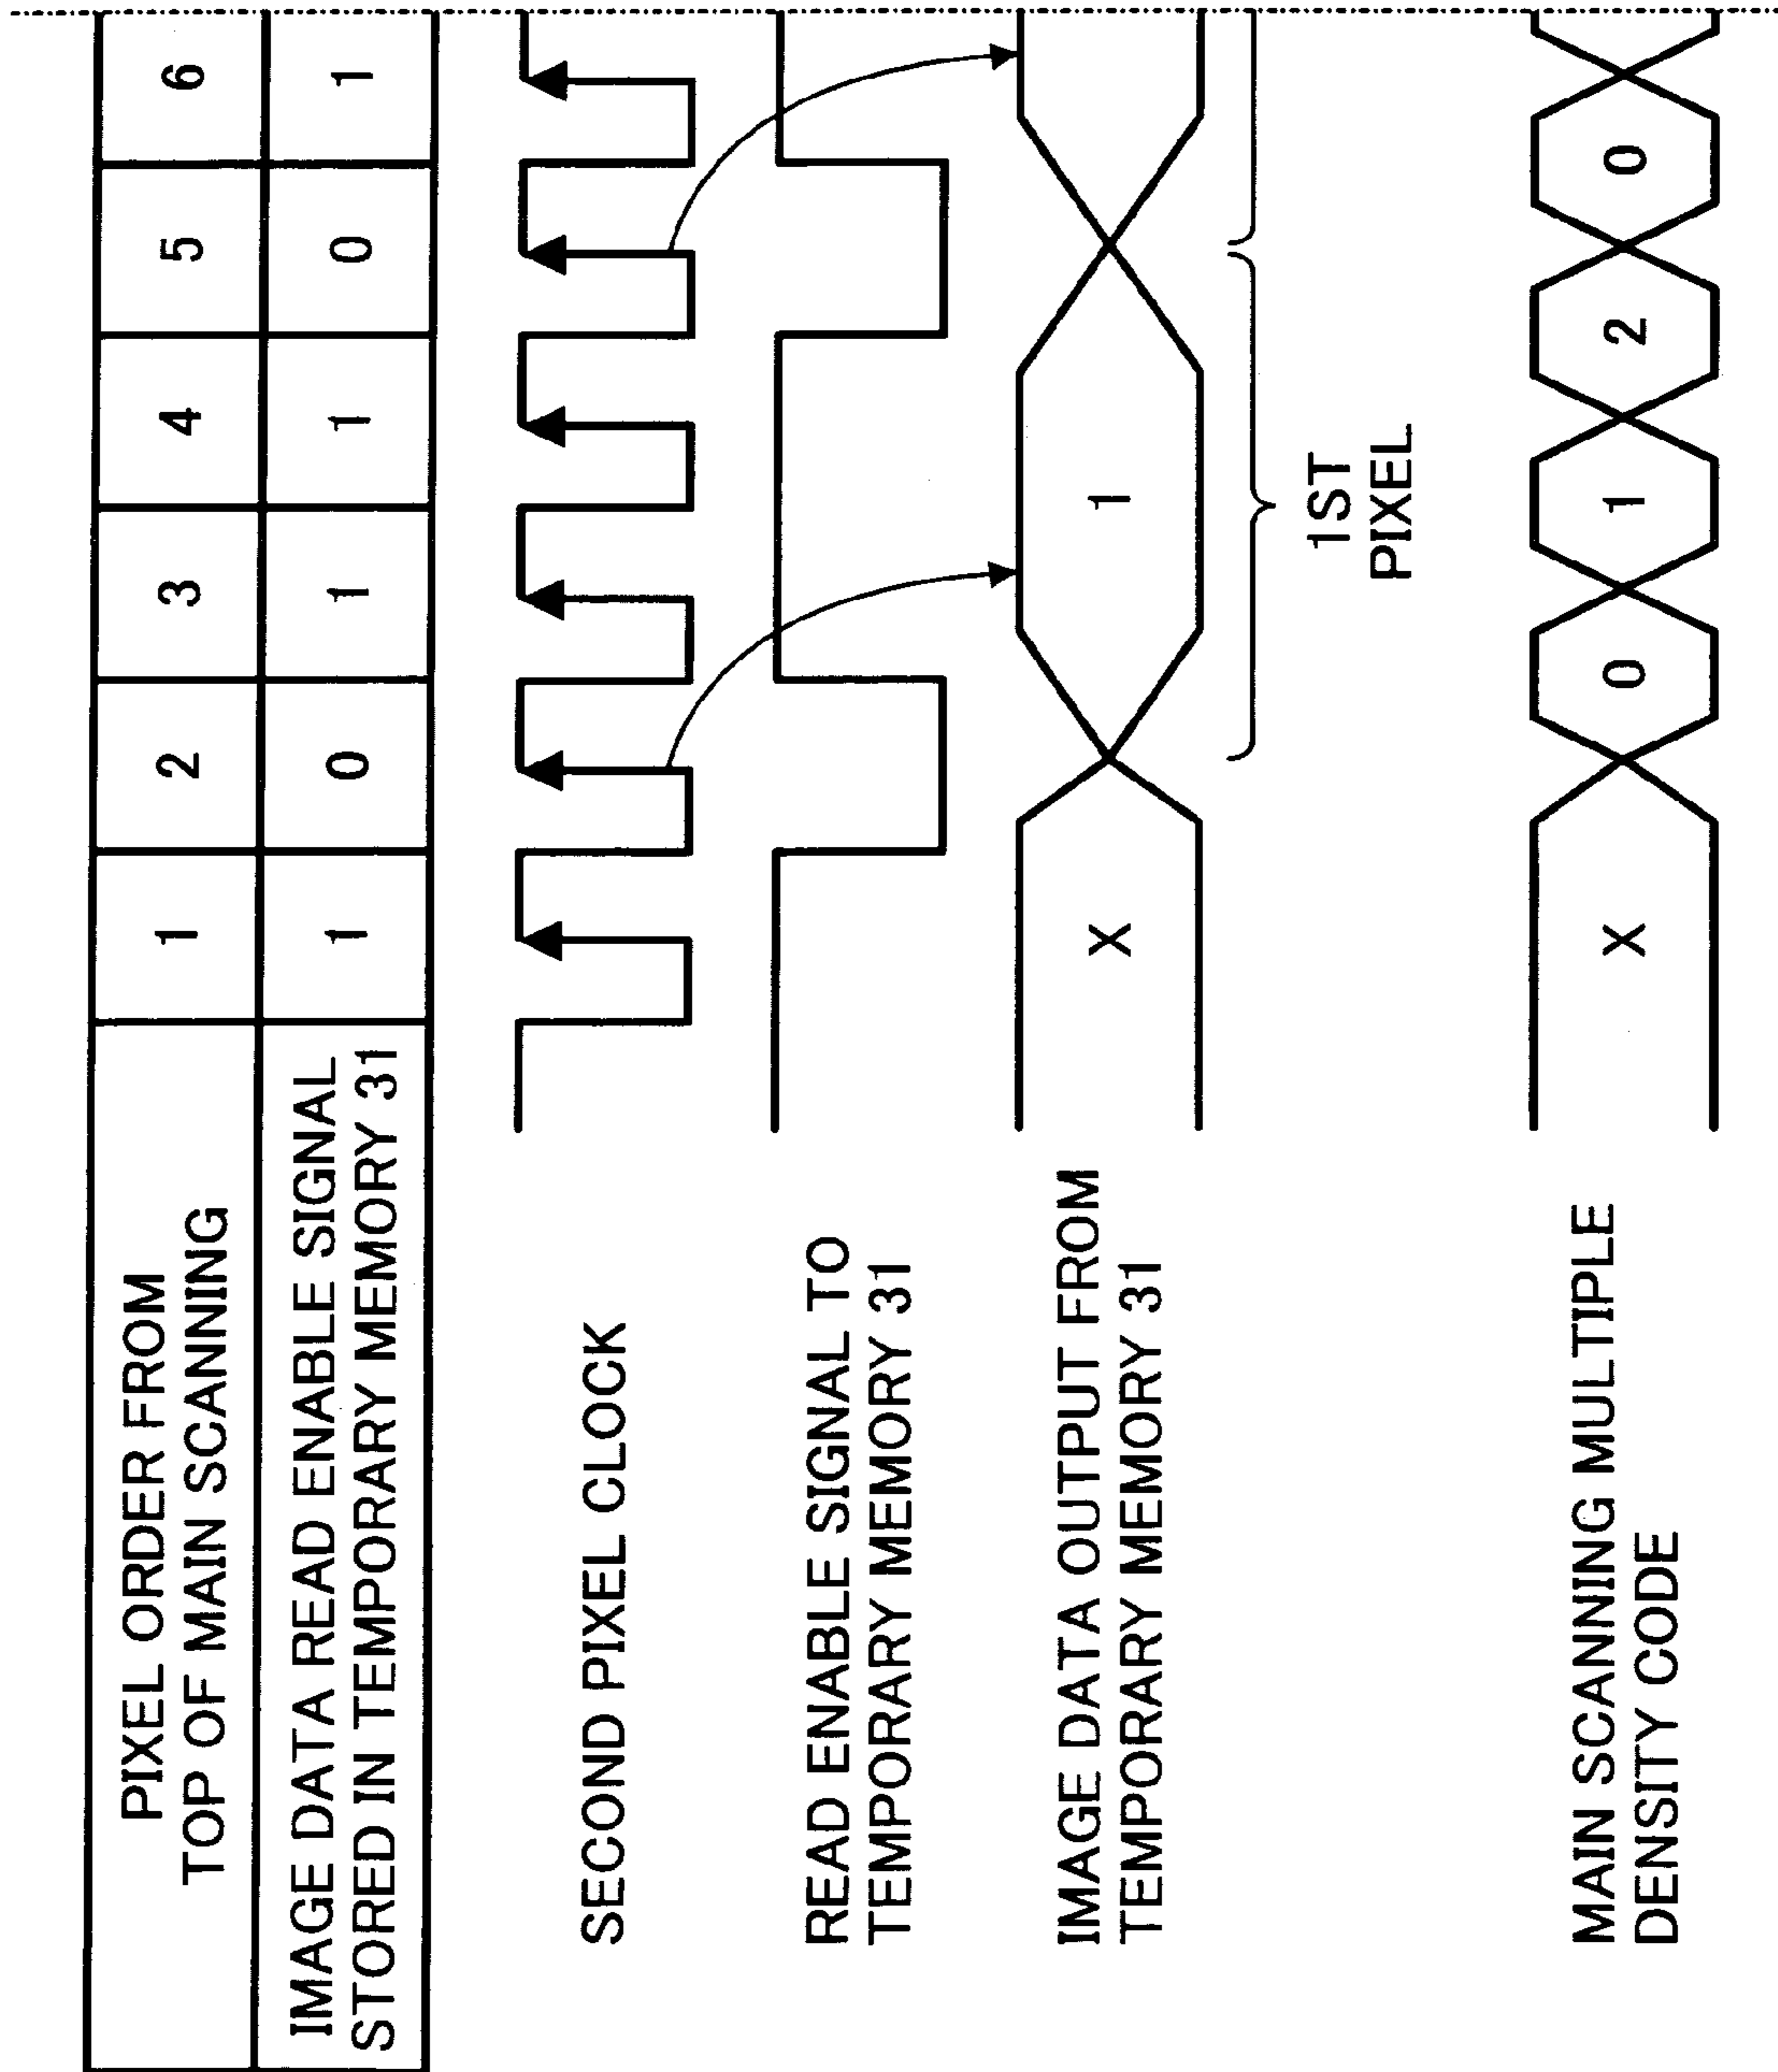 PIXEL ORDER FROM
TOP OF MAIN SCANNING
1 2 3 4 5 6
IMAGE DATA READ ENABLE SIGNAL
STORED IN TEMPORARY MEMORY 31
1 0 1 1 0 1
SECOND PIXEL CLOCK
READ ENABLE SIGNAL TO
TEMPORARY MEMORY 31
IMAGE DATA OUTPUT FROM
TEMPORARY MEMORY 31
X 1
1ST
PIXEL
MAIN SCANNING MULTIPLE
DENSITY CODE
X 0 1 2 0